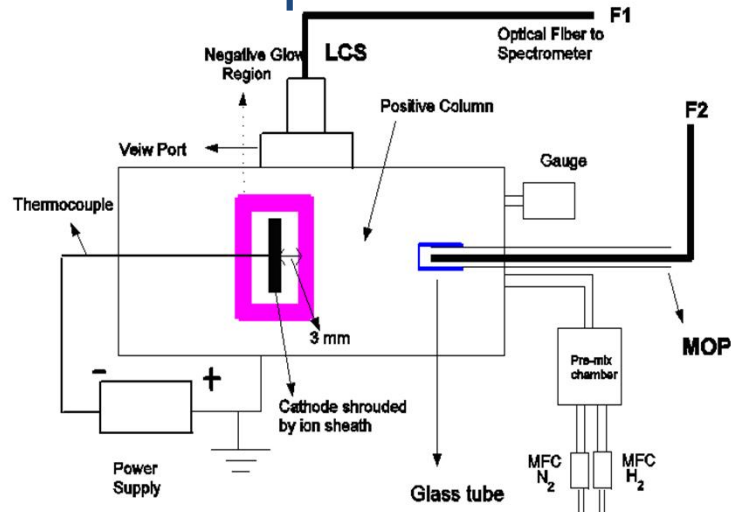 F1
Optical Fiber to
Spectrometer
Negative Glow
Region
LCS
F2
Positive Column
Veiw Port
Gauge
Thermocouple
3 mm
MOP
Pre-mix
chamber
-
+
Cathode shrouded
by ion sheath
Power
Supply
Glass tube
MFC
N2
MFC
H2